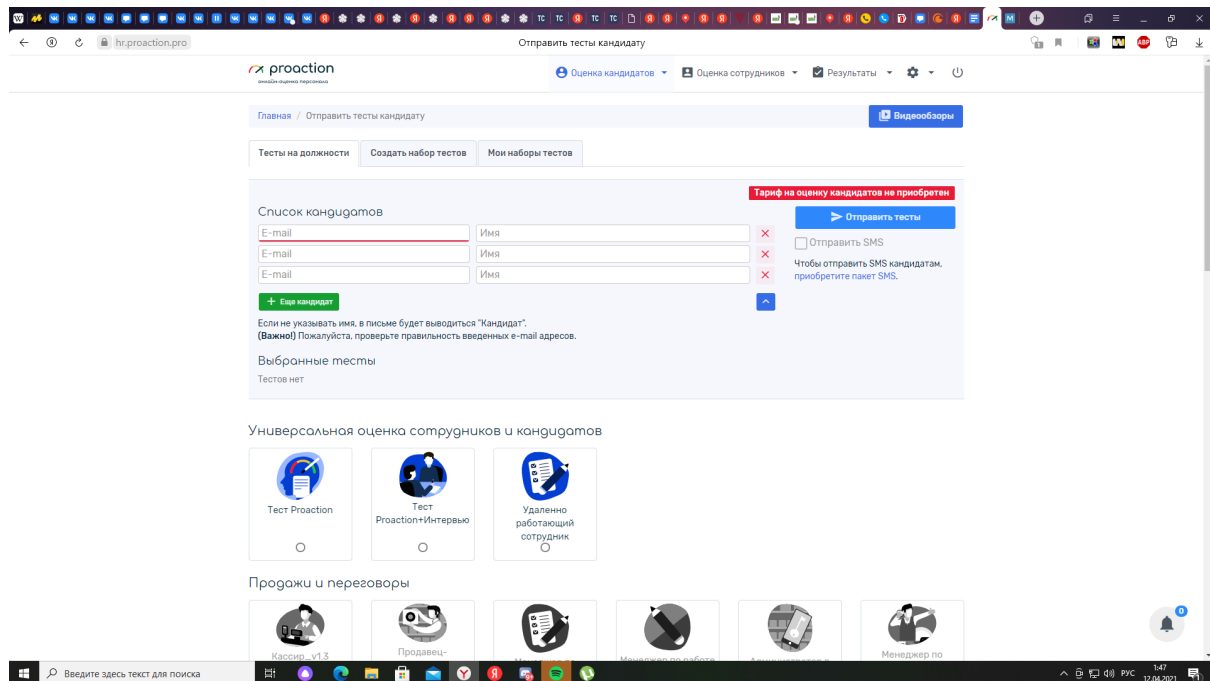 hr.proaction.pro
Отправить тесты кандидату
proaction
онлайн-оценка персонала
Оценка кандидатов
Оценка сотрудников
Результаты
Главная / Отправить тесты кандидату
Видеообзоры
Тесты на должности
Создать набор тестов
Мои наборы тестов
Тариф на оценку кандидатов не приобретен
Список кандидатов
Отправить тесты
E-mail
Имя
Отправить SMS
E-mail
Имя
Чтобы отправить SMS кандидатам,
приобретите пакет SMS.
E-mail
Имя
+ Еще кандидат
Если не указывать имя, в письме будет выводиться "Кандидат".
(Важно!) Пожалуйста, проверьте правильность введенных e-mail адресов.
Выбранные тесты
Тестов нет
Универсальная оценка сотрудников и кандидатов
Тест Proaction
Тест
Proaction+Интервью
Удаленно
работающий
сотрудник
Продажи и переговоры
Кассир_v1.3
Продавец-
Менеджер по работе
Менеджер по
0
Введите здесь текст для поиска
РУС
1:47
12.04.2021